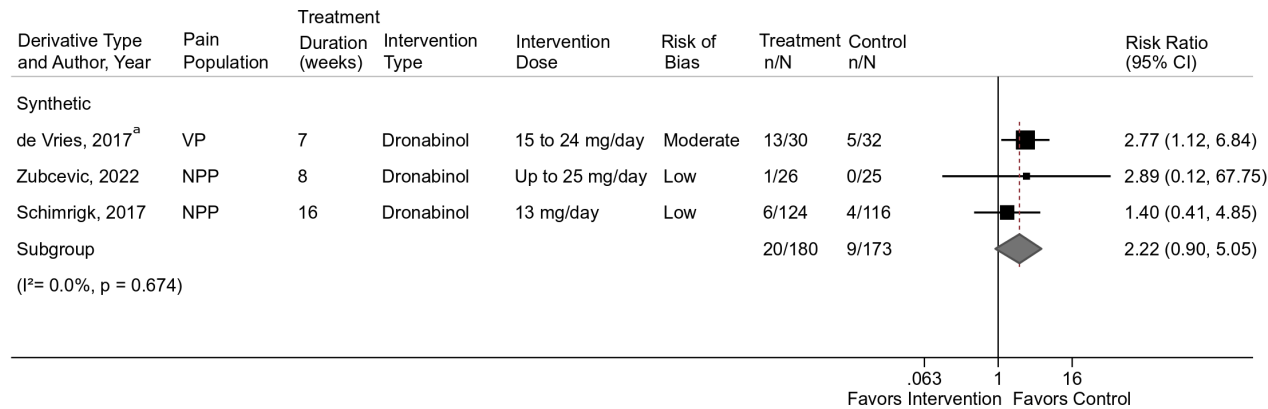 Treatment
Derivative Type Pain Duration Intervention Intervention Risk of Treatment Control Risk Ratio
and Author, Year Population (weeks) Type Dose Bias n/N n/N (95% CI)
Synthetic
de Vries, 2017a VP 7 Dronabinol 15 to 24 mg/day Moderate 13/30 5/32 2.77 (1.12, 6.84)
Zubcevic, 2022 NPP 8 Dronabinol Up to 25 mg/day Low 1/26 0/25 2.89 (0.12, 67.75)
Schimrigk, 2017 NPP 16 Dronabinol 13 mg/day Low 6/124 4/116 1.40 (0.41, 4.85)
Subgroup 20/180 9/173 2.22 (0.90, 5.05)
(I²= 0.0%, p = 0.674)
.063 1 16
Favors Intervention Favors Control